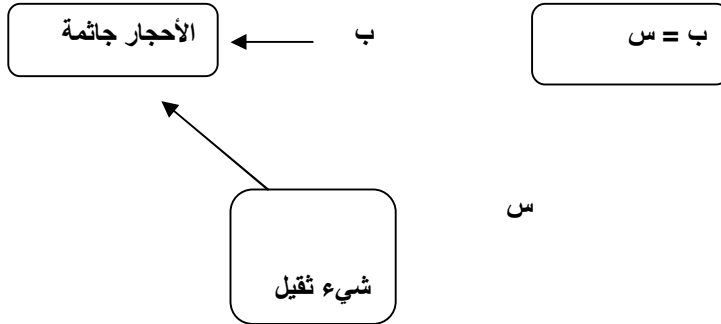 ب = س
ب
الأحجار جاثمة
س
شيء ثقيل